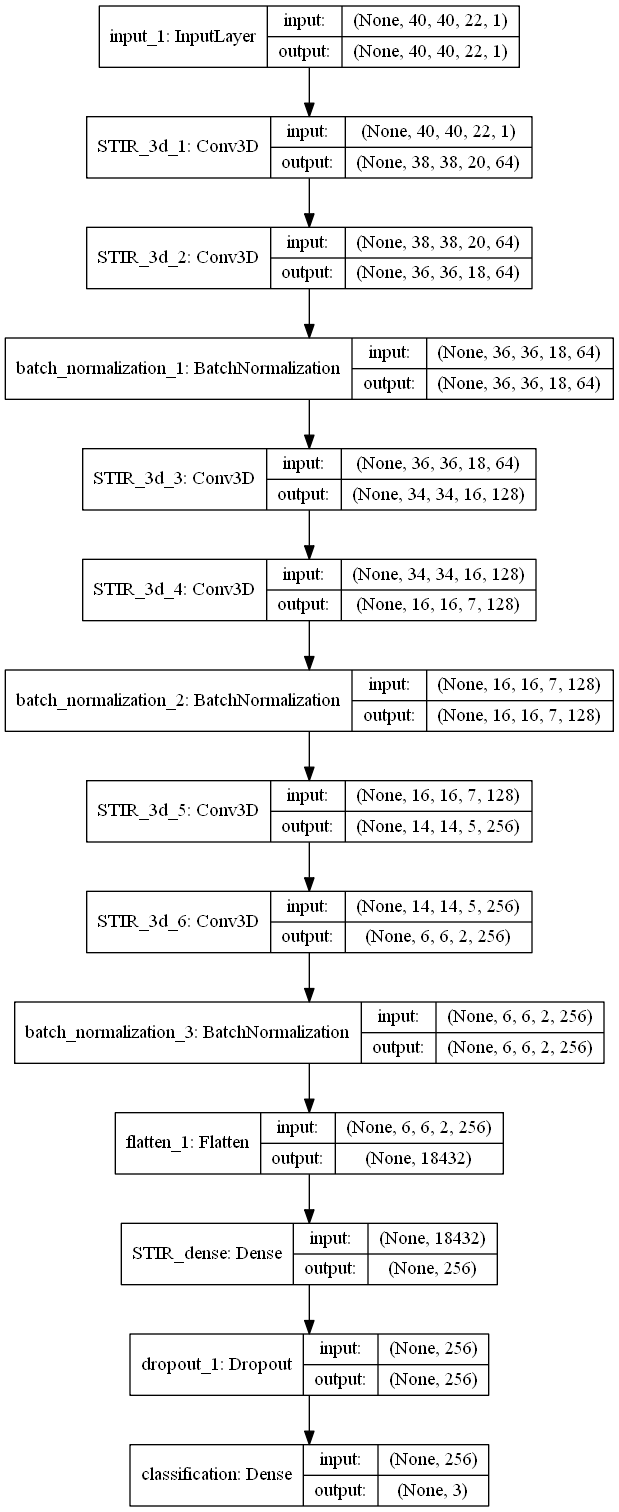 input_1: InputLayer
input: (None, 40, 40, 22, 1)
output: (None, 40, 40, 22, 1)
STIR_3d_1: Conv3D
input: (None, 40, 40, 22, 1)
output: (None, 38, 38, 20, 64)
STIR_3d_2: Conv3D
input: (None, 38, 38, 20, 64)
output: (None, 36, 36, 18, 64)
batch_normalization_1: BatchNormalization
input: (None, 36, 36, 18, 64)
output: (None, 36, 36, 18, 64)
STIR_3d_3: Conv3D
input: (None, 36, 36, 18, 64)
output: (None, 34, 34, 16, 128)
STIR_3d_4: Conv3D
input: (None, 34, 34, 16, 128)
output: (None, 16, 16, 7, 128)
batch_normalization_2: BatchNormalization
input: (None, 16, 16, 7, 128)
output: (None, 16, 16, 7, 128)
STIR_3d_5: Conv3D
input: (None, 16, 16, 7, 128)
output: (None, 14, 14, 5, 256)
STIR_3d_6: Conv3D
input: (None, 14, 14, 5, 256)
output: (None, 6, 6, 2, 256)
batch_normalization_3: BatchNormalization
input: (None, 6, 6, 2, 256)
output: (None, 6, 6, 2, 256)
flatten_1: Flatten
input: (None, 6, 6, 2, 256)
output: (None, 18432)
STIR_dense: Dense
input: (None, 18432)
output: (None, 256)
dropout_1: Dropout
input: (None, 256)
output: (None, 256)
classification: Dense
input: (None, 256)
output: (None, 3)